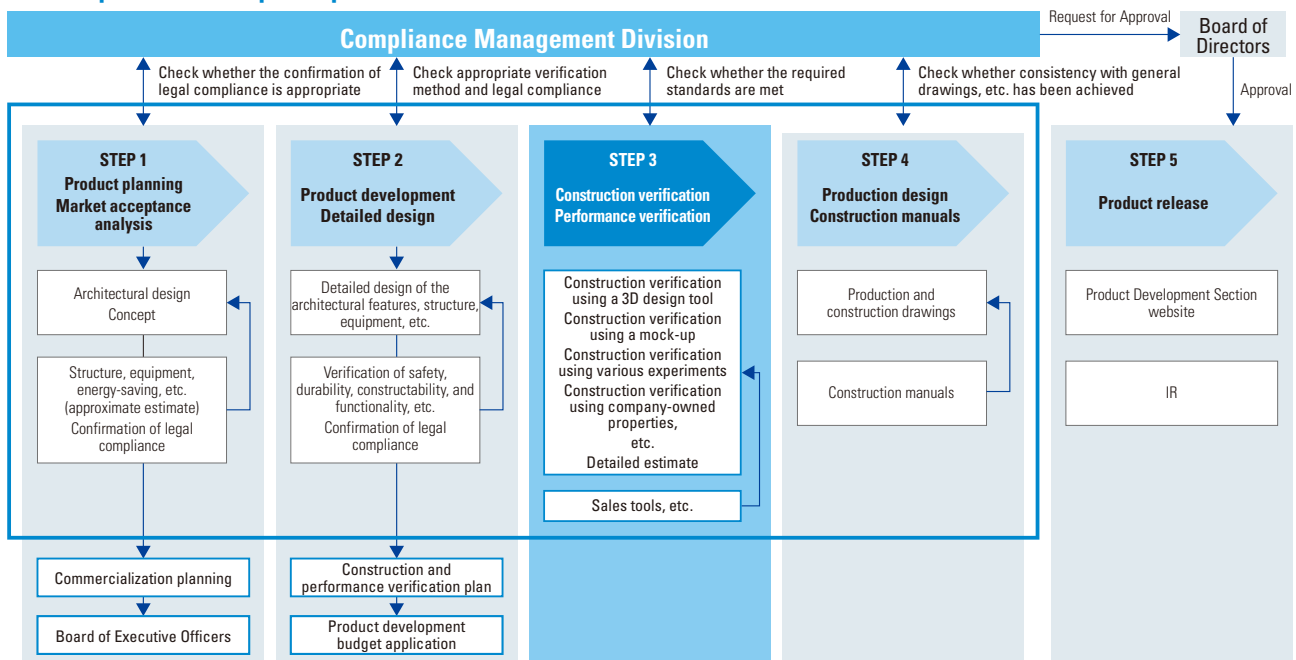 Compliance Management Division
Request for Approval
Board of
Directors
Check whether the confirmation of
legal compliance is appropriate
Check appropriate verification
method and legal compliance
Check whether the required
standards are met
Check whether consistency with general
drawings, etc. has been achieved
Approval
STEP 1
Product planning
Market acceptance
analysis
Architectural design
Concept
Structure, equipment,
energy-saving, etc.
(approximate estimate)
Confirmation of legal
compliance
Commercialization planning
Board of Executive Officers
STEP 2
Product development
Detailed design
Detailed design of the
architectural features, structure,
equipment, etc.
Verification of safety,
durability, constructability, and
functionality, etc.
Confirmation of legal
compliance
Construction and
performance verification plan
Product development
budget application
STEP 3
Construction verification
Performance verification
Construction verification
using a 3D design tool
Construction verification
using a mock-up
Construction verification
using various experiments
Construction verification
using company-owned
properties,
etc.
Detailed estimate
Sales tools, etc.
STEP 4
Production design
Construction manuals
Production and
construction drawings
Construction manuals
STEP 5
Product release
Product Development Section
website
IR